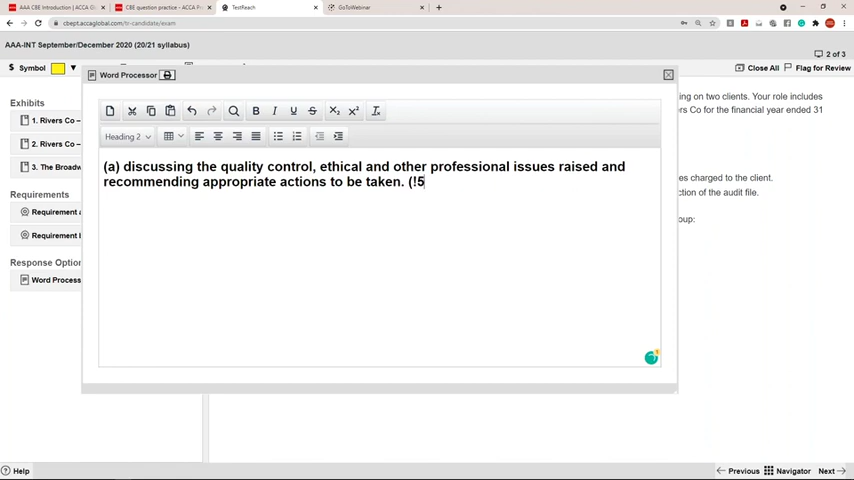 AAA CBE Introduction | ACCA G
CBE question practice - ACCA P
TestReach
GoToWebinar
cbept.accaglobal.com/tr-candidate/exam
AAA-INT September/December 2020 (20/21 syllabus)
2 of 3
$ Symbol
Close All
Flag for Review
Word Processor
Heading 2
(a) discussing the quality control, ethical and other professional issues raised and
recommending appropriate actions to be taken. (!5
Exhibits
1. Rivers Co –
2. Rivers Co –
3. The Broadw
Requirements
Requirement
Requirement
Response Option
Word Process
ng on two clients. Your role includes
rs Co for the financial year ended 31
es charged to the client.
ction of the audit file.
up:
Help
Previous
Navigator
Next